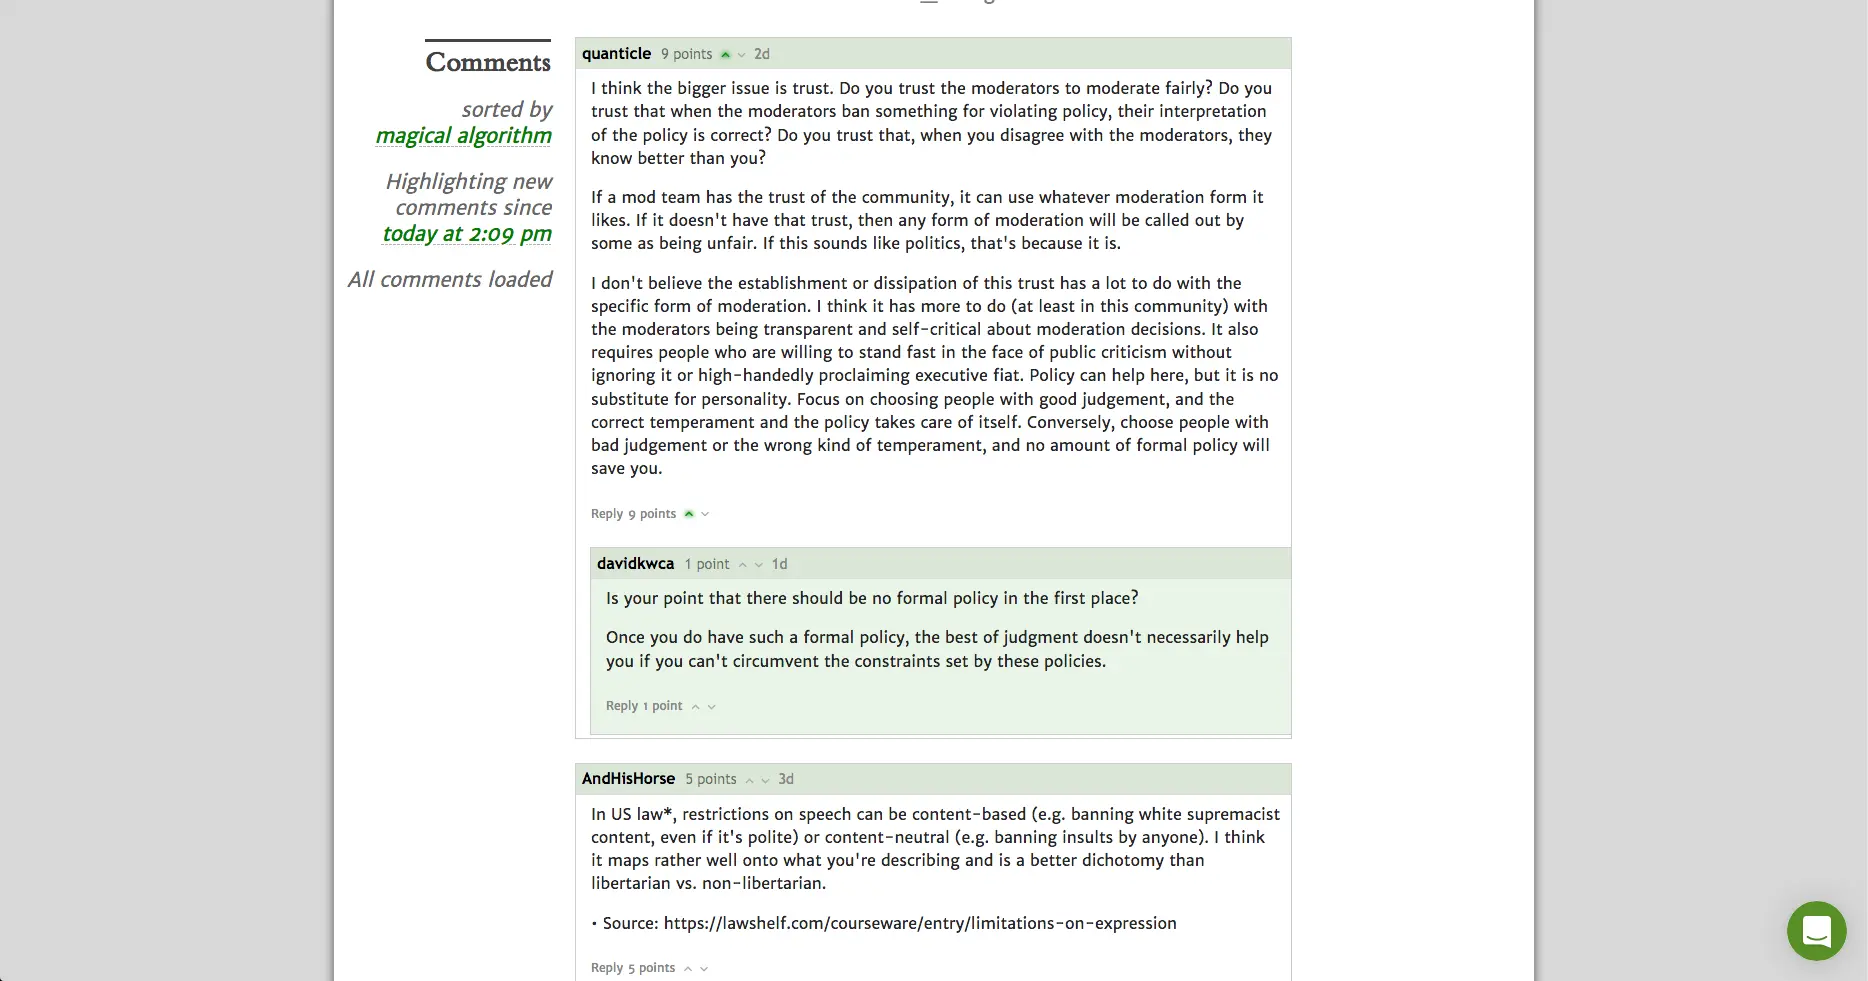 Comments
sorted by
magical algorithm
Highlighting new
comments since
today at 2:09 pm
All comments loaded
quanticle 9 points 2d
I think the bigger issue is trust. Do you trust the moderators to moderate fairly? Do you
trust that when the moderators ban something for violating policy, their interpretation
of the policy is correct? Do you trust that, when you disagree with the moderators, they
know better than you?
If a mod team has the trust of the community, it can use whatever moderation form it
likes. If it doesn't have that trust, then any form of moderation will be called out by
some as being unfair. If this sounds like politics, that's because it is.
I don't believe the establishment or dissipation of this trust has a lot to do with the
specific form of moderation. I think it has more to do (at least in this community) with
the moderators being transparent and self-critical about moderation decisions. It also
requires people who are willing to stand fast in the face of public criticism without
ignoring it or high-handedly proclaiming executive fiat. Policy can help here, but it is no
substitute for personality. Focus on choosing people with good judgement, and the
correct temperament and the policy takes care of itself. Conversely, choose people with
bad judgement or the wrong kind of temperament, and no amount of formal policy will
save you.
Reply 9 points
davidkwca 1 point 1d
Is your point that there should be no formal policy in the first place?
Once you do have such a formal policy, the best of judgment doesn't necessarily help
you if you can't circumvent the constraints set by these policies.
Reply 1 point
AndHisHorse 5 points 3d
In US law*, restrictions on speech can be content-based (e.g. banning white supremacist
content, even if it's polite) or content-neutral (e.g. banning insults by anyone). I think
it maps rather well onto what you're describing and is a better dichotomy than
libertarian vs. non-libertarian.
• Source: https://lawshelf.com/courseware/entry/limitations-on-expression
Reply 5 points